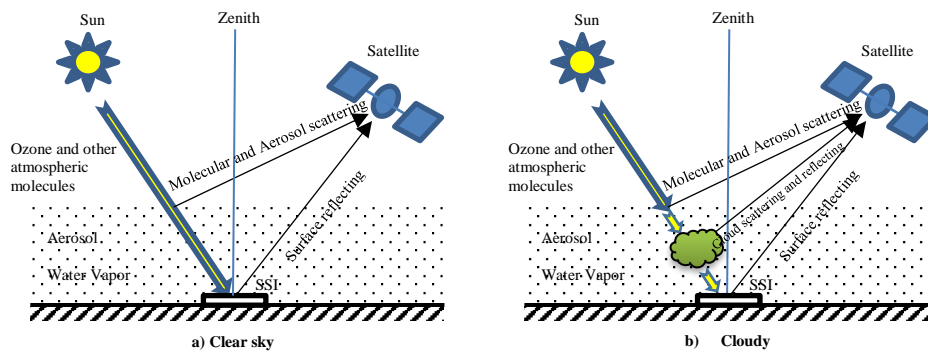 Sun
Zenith
Satellite
Molecular and Aerosol scattering
Ozone and other
atmospheric
molecules
Surface reflecting
Aerosol
Water Vapor
SSI
a) Clear sky
Sun
Zenith
Satellite
Molecular and Aerosol scattering
Ozone and other
atmospheric
molecules
Cloud scattering and reflecting
Surface reflecting
Aerosol
Water Vapor
SSI
b) Cloudy